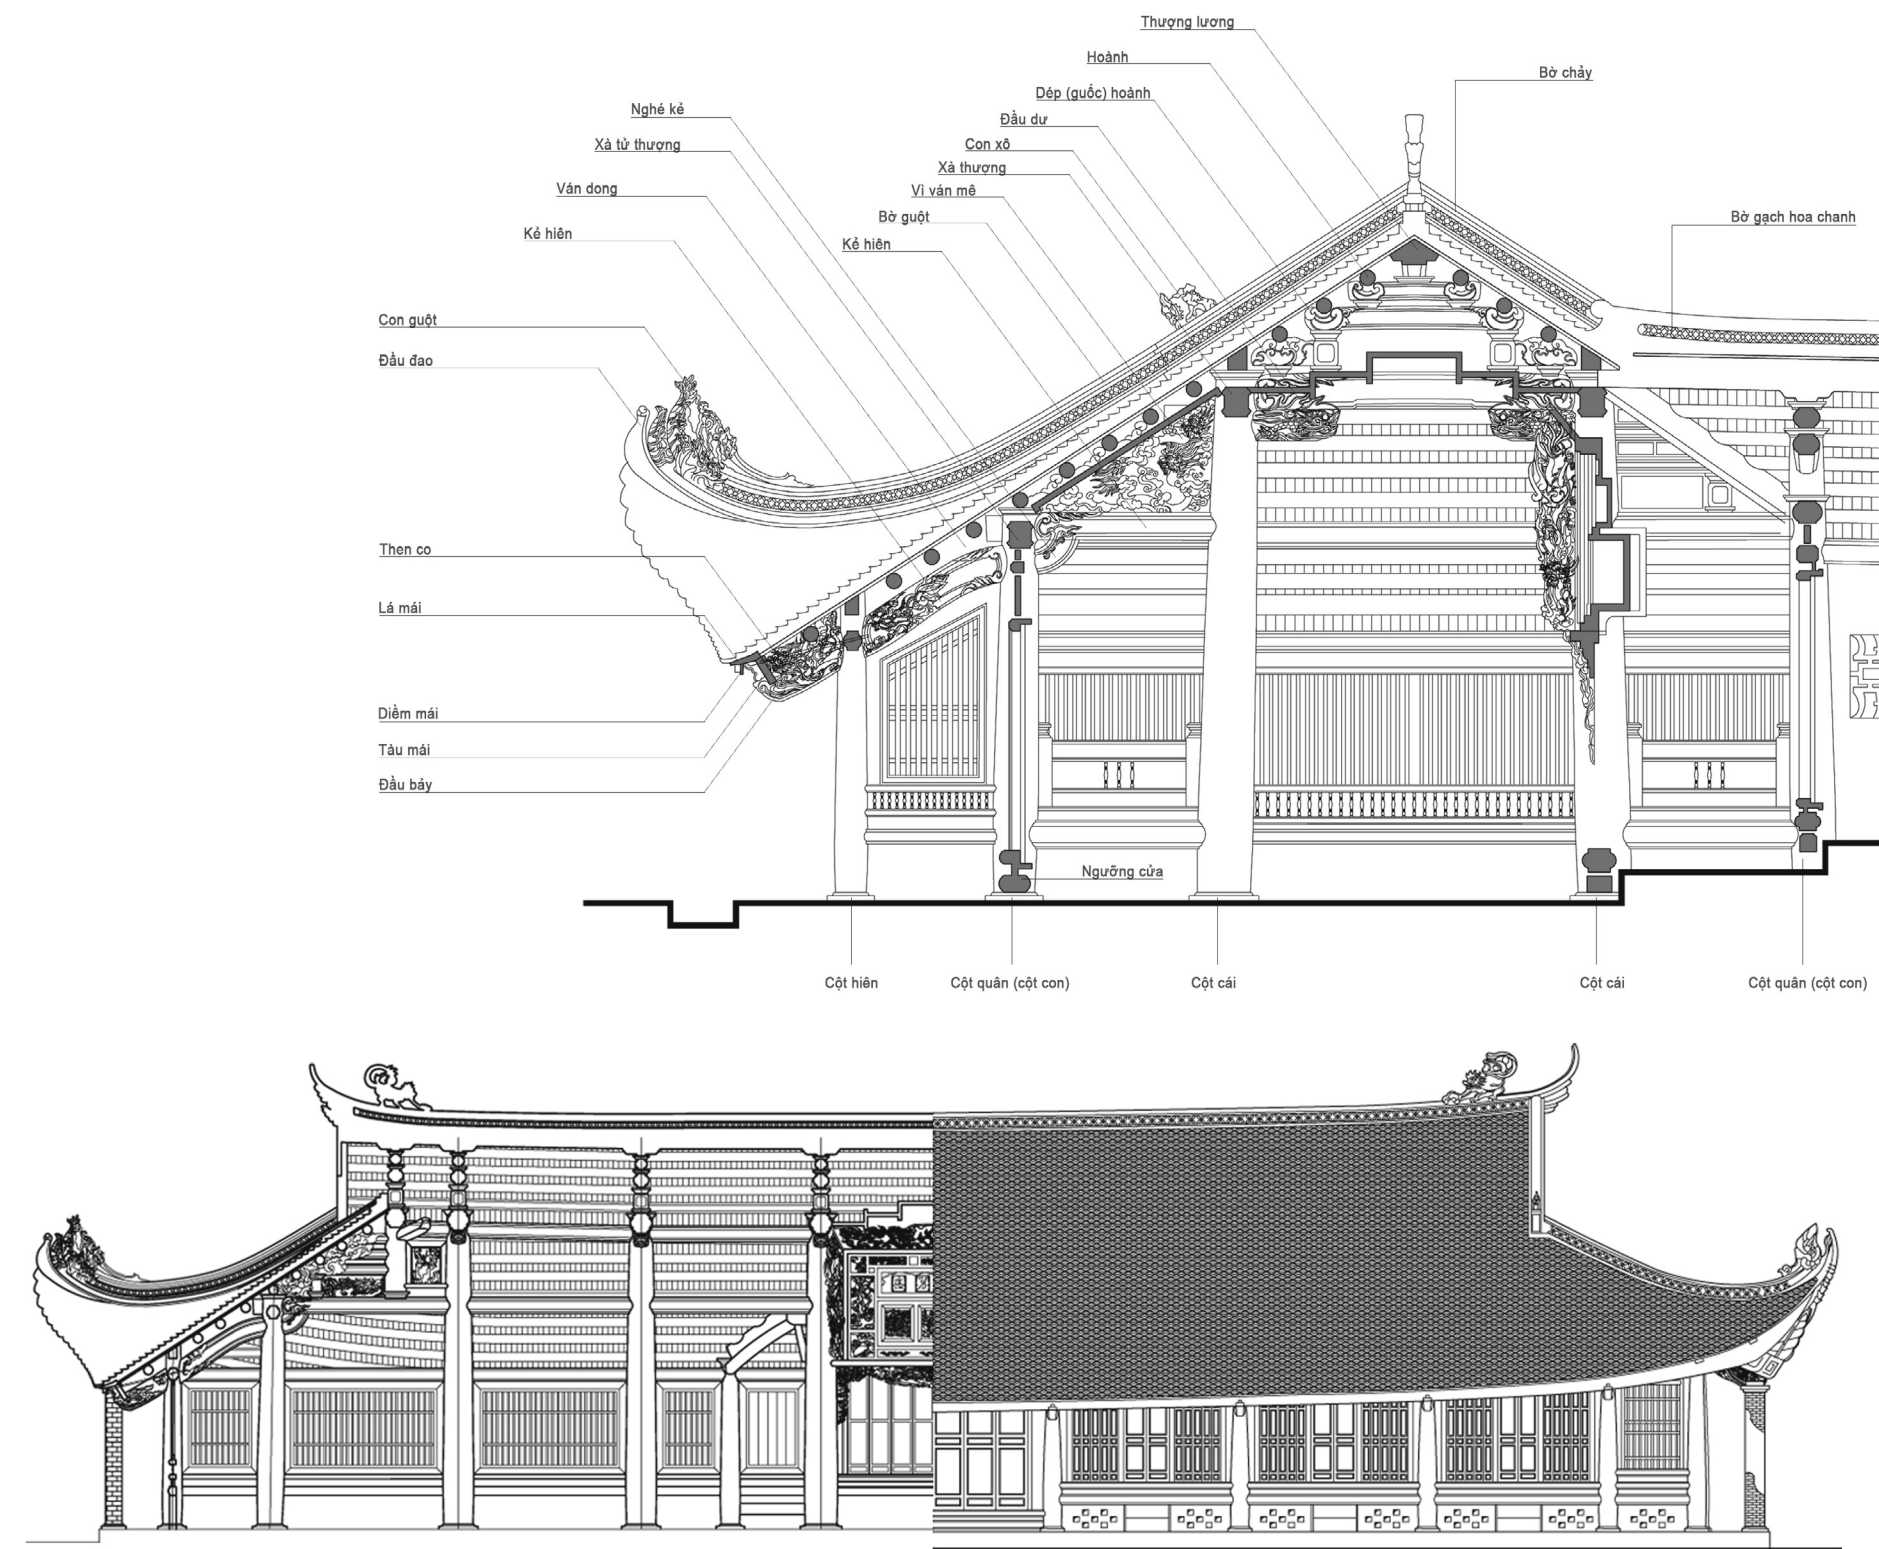 Thượng lương
Hoành
Bờ chảy
Dép (guốc) hoành
Nghé kẻ
Đầu dư
Xà tử thượng
Con xô
Xà thượng
Ván dong
Vì ván mê
Bờ guột
Bờ gạch hoa chanh
Kẻ hiên
Kẻ hiên
Con guột
Đầu đao
Then co
Lá mái
Diềm mái
Tàu mái
Đầu bảy
Ngưỡng cửa
Cột hiên
Cột quân (cột con)
Cột cái
Cột cái
Cột quân (cột con)